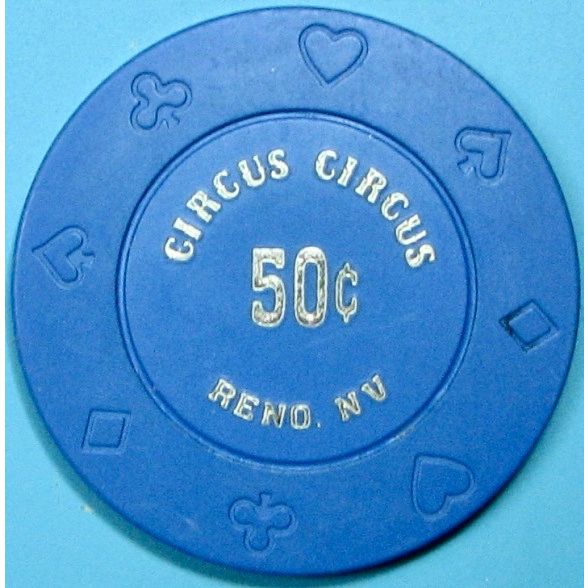 CIRCUS CIRCUS
50¢
RENO, NV